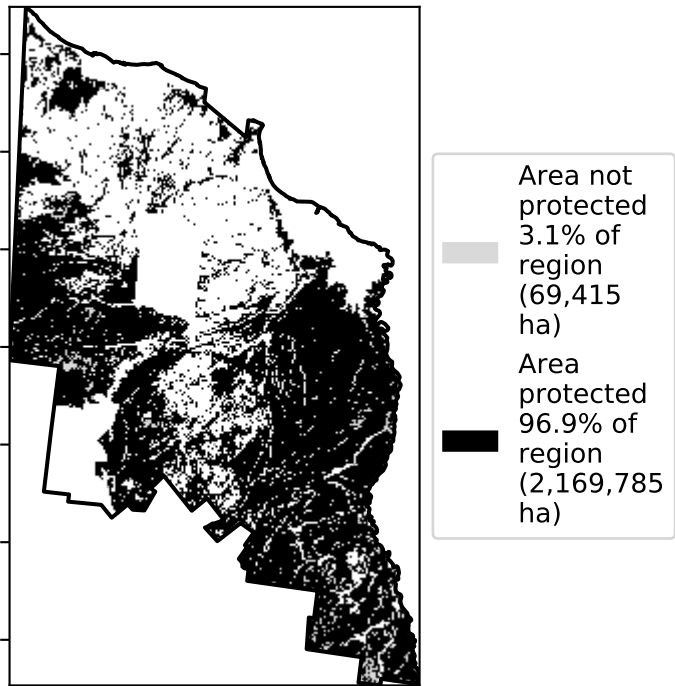 Area not
protected
3.1% of
region
(69,415
ha)
Area
protected
96.9% of
region
(2,169,785
ha)